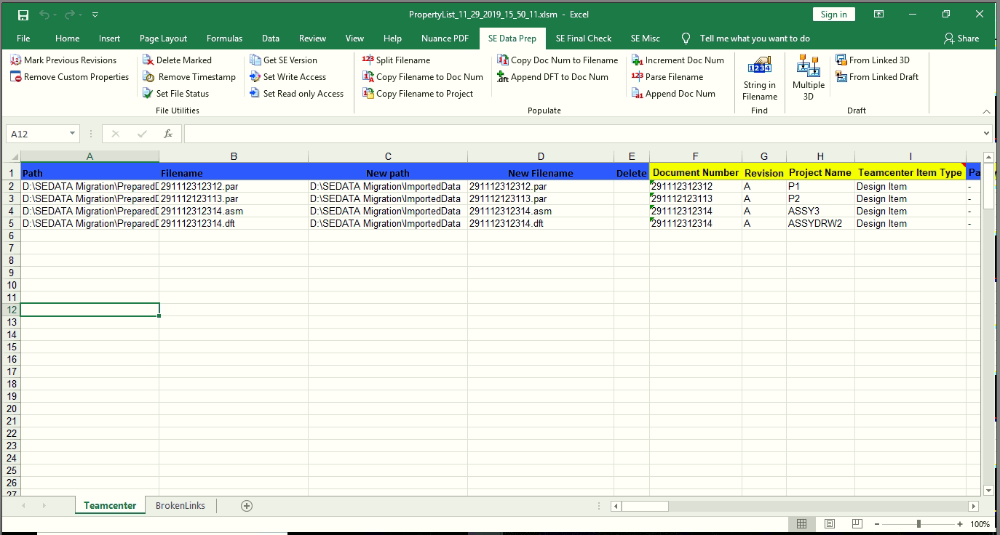 PropertyList_11_29_2019_15_50_11.xlsm - Excel
Sign in
File Home Insert Page Layout Formulas Data Review View Help Nuance PDF SE Data Prep SE Final Check SE Misc Tell me what you want to do Share
Mark Previous Revisions
Remove Custom Properties
Delete Marked
Remove Timestamp
Set File Status
Get SE Version
Set Write Access
Set Read only Access
File Utilities
Split Filename
Copy Filename to Doc Num
Copy Filename to Project
Copy Doc Num to Filename
Append DFT to Doc Num
Increment Doc Num
Parse Filename
Append Doc Num
Populate
String in
Filename
Find
Multiple
3D
From Linked 3D
From Linked Draft
Draft
A12 fx
A B C D E F G H I
1 Path Filename New path New Filename Delete Document Number Revision Project Name Teamcenter Item Type Pa
2 D:\SEDATA Migration\PreparedD 291112312312.par D:\SEDATA Migration\ImportedData 291112312312.par 291112312312 A P1 Design Item -
3 D:\SEDATA Migration\PreparedD 291112123113.par D:\SEDATA Migration\ImportedData 291112123113.par 291112123113 A P2 Design Item -
4 D:\SEDATA Migration\PreparedD 291112312314.asm D:\SEDATA Migration\ImportedData 291112312314.asm 291112312314 A ASSY3 Design Item -
5 D:\SEDATA Migration\PreparedD 291112312314.dft D:\SEDATA Migration\ImportedData 291112312314.dft 291112312314 A ASSYDRW2 Design Item -
6
7
8
9
10
11
12
13
14
15
16
17
18
19
20
21
22
23
24
25
26
27
Teamcenter BrokenLinks
100%